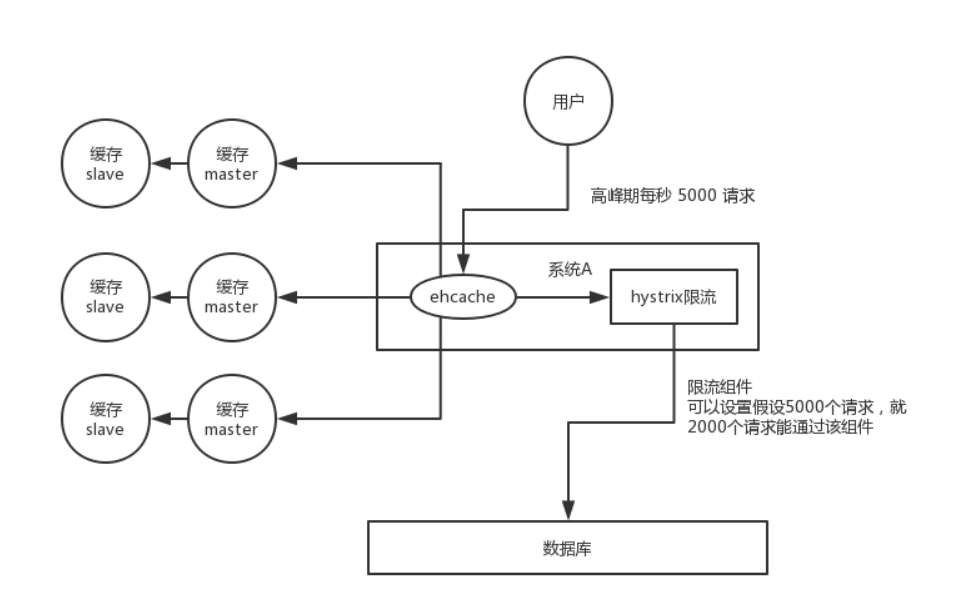 用户
高峰期每秒 5000 请求
缓存
slave
缓存
master
系统A
缓存
slave
缓存
master
ehcache
hystrix限流
限流组件
可以设置假设5000个请求，就
2000个请求能通过该组件
缓存
slave
缓存
master
数据库